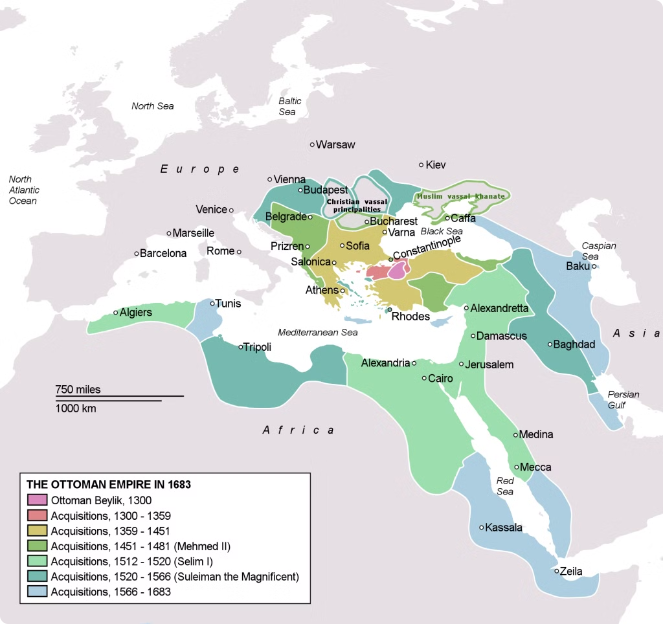 North Sea
Baltic
Sea
Warsaw
Kiev
Europe
North
Atlantic
Ocean
Vienna
Budapest
Christian vassal
principalities
Muslim vassal khanate
Venice
Belgrade
Bucharest
Caffa
Marseille
Varna
Black Sea
Prizren
Sofia
Constantinople
Caspian
Sea
Barcelona
Rome
Salonica
Baku
Athens
Algiers
Tunis
Rhodes
Alexandretta
Mediterranean Sea
Asia
Tripoli
Damascus
Baghdad
Alexandria
Jerusalem
Cairo
750 miles
1000 km
Persian
Gulf
Africa
Medina
Mecca
Red
Sea
Kassala
Zeila
THE OTTOMAN EMPIRE IN 1683
Ottoman Beylik, 1300
Acquisitions, 1300 - 1359
Acquisitions, 1359 - 1451
Acquisitions, 1451 - 1481 (Mehmed II)
Acquisitions, 1512 - 1520 (Selim I)
Acquisitions, 1520 - 1566 (Suleiman the Magnificent)
Acquisitions, 1566 - 1683